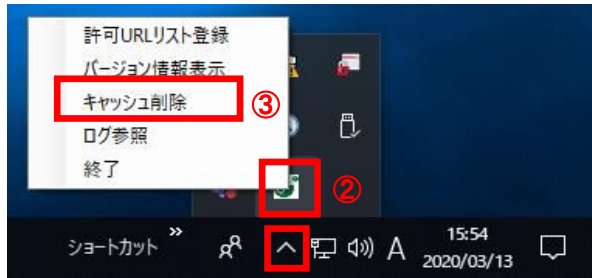 許可URLリスト登録
バージョン情報表示
キャッシュ削除
③
ログ参照
終了
②
ショートカット
»
A
15:54
2020/03/13